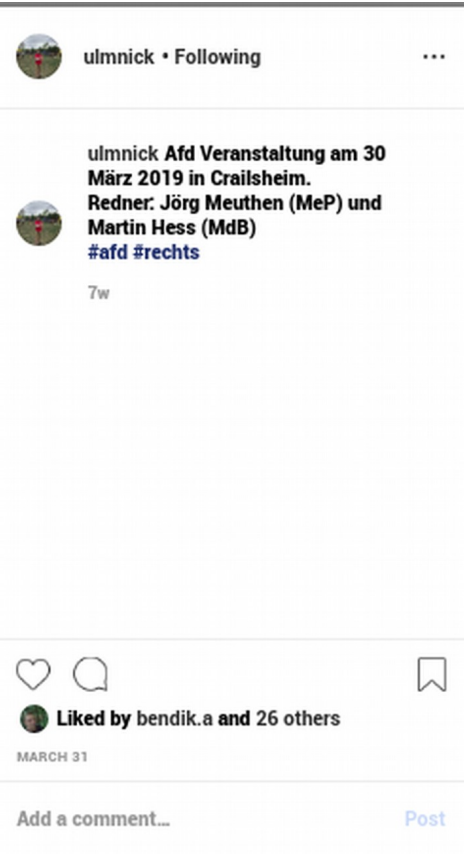 ulmnick • Following
ulmnick Afd Veranstaltung am 30
März 2019 in Crailsheim.
Redner: Jörg Meuthen (MeP) und
Martin Hess (MdB)
#afd #rechts
7w
Liked by bendik.a and 26 others
MARCH 31
Add a comment...
Post